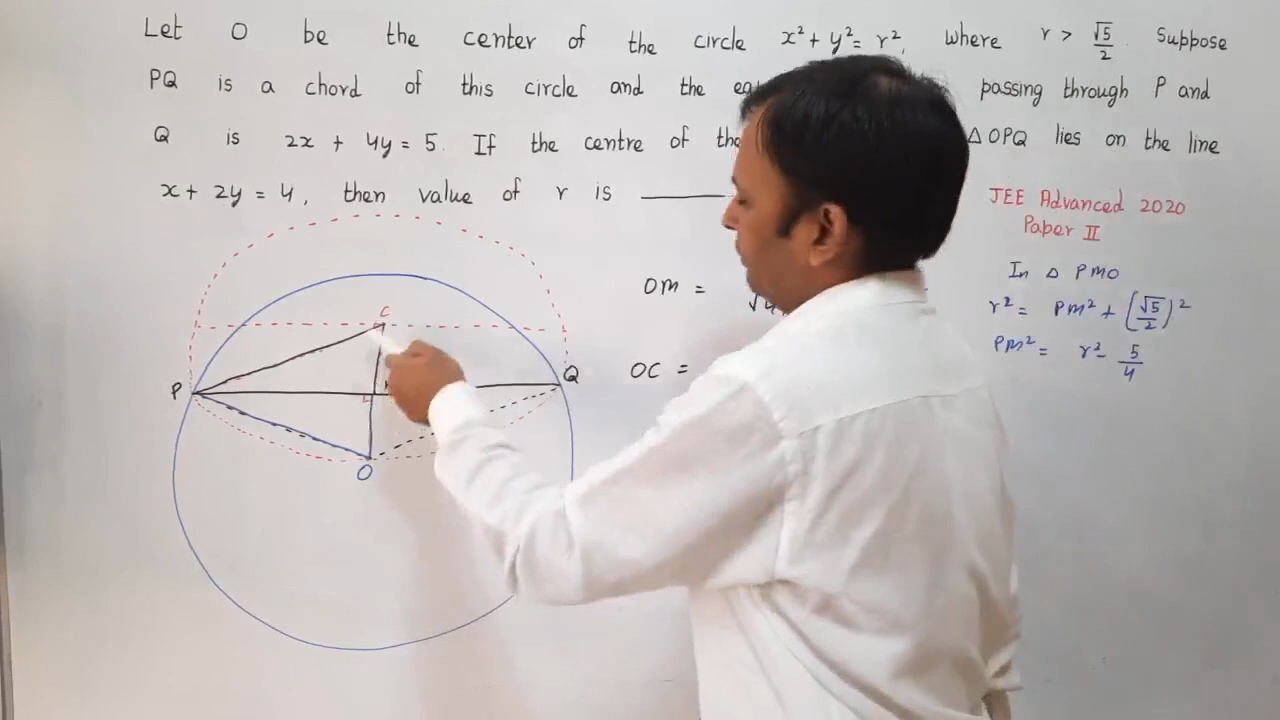 Let O be the center of the circle x² + y² = r², where r > √5/2. Suppose
PQ is a chord of this circle and the passing through P and
Q is 2x + 4y = 5. If the centre of the △OPQ lies on the line
x + 2y = 4, then value of r is ______
JEE Advanced 2020
Paper II
In △ PMO
r² = PM² + (√5/2)²
PM² = r² - 5/4
OM =
OC =
C
P
Q
L
O